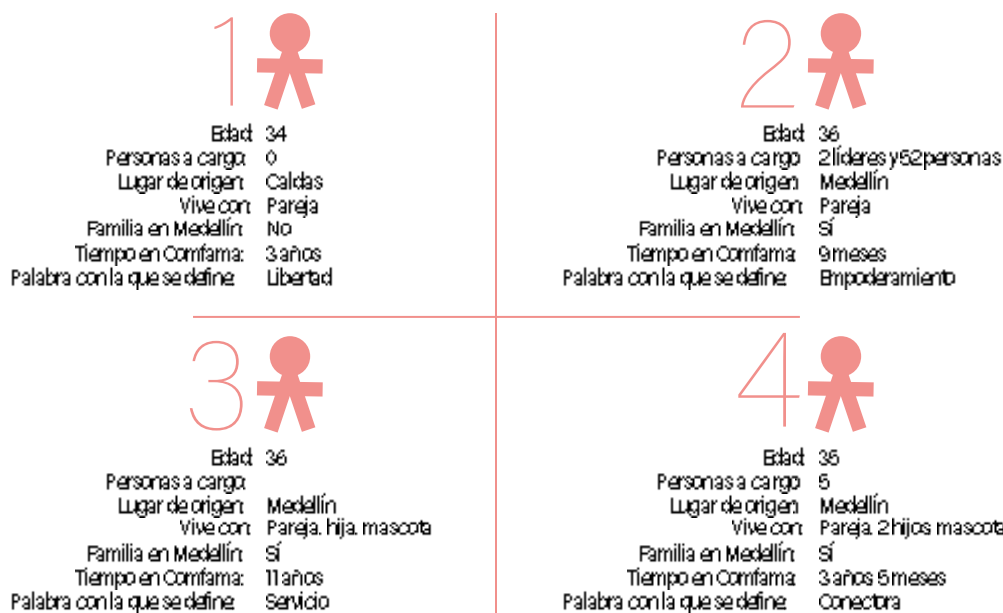 1
Edad: 34
Personas a cargo: 0
Lugar de origen: Caldas
Vive con: Pareja
Familia en Medellín: No
Tiempo en Comfama: 3 años
Palabra con la que se define: Libertad
2
Edad: 36
Personas a cargo: 2 líderes y 52 personas
Lugar de origen: Medellín
Vive con: Pareja
Familia en Medellín: Sí
Tiempo en Comfama: 9 meses
Palabra con la que se define: Empoderamiento
3
Edad: 36
Personas a cargo:
Lugar de origen: Medellín
Vive con: Pareja, hija, mascota
Familia en Medellín: Sí
Tiempo en Comfama: 11 años
Palabra con la que se define: Servicio
4
Edad: 35
Personas a cargo: 5
Lugar de origen: Medellín
Vive con: Pareja, 2 hijos, mascota
Familia en Medellín: Sí
Tiempo en Comfama: 3 años 5 meses
Palabra con la que se define: Conectora